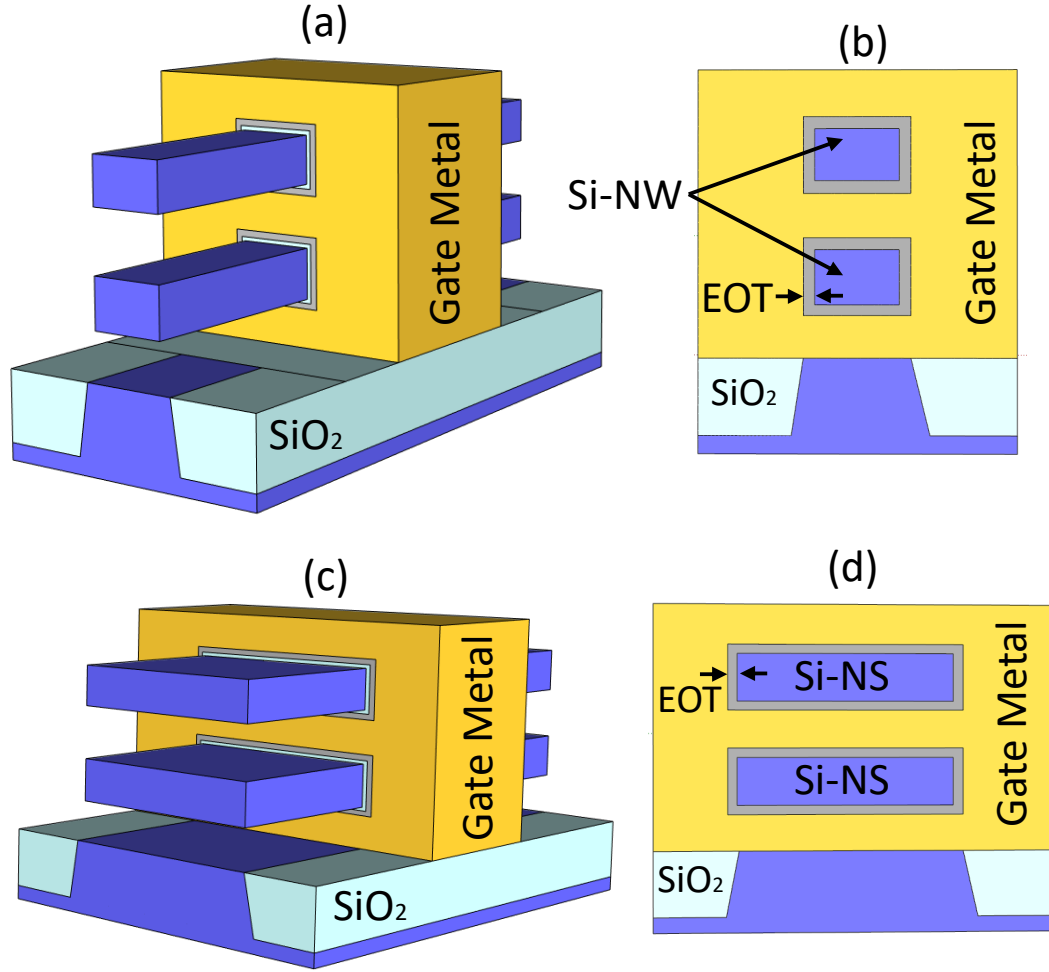 (a)
Gate Metal
SiO₂
(b)
Si-NW
EOT
Gate Metal
SiO₂
(c)
Gate Metal
SiO₂
(d)
Si-NS
EOT
Si-NS
Gate Metal
SiO₂